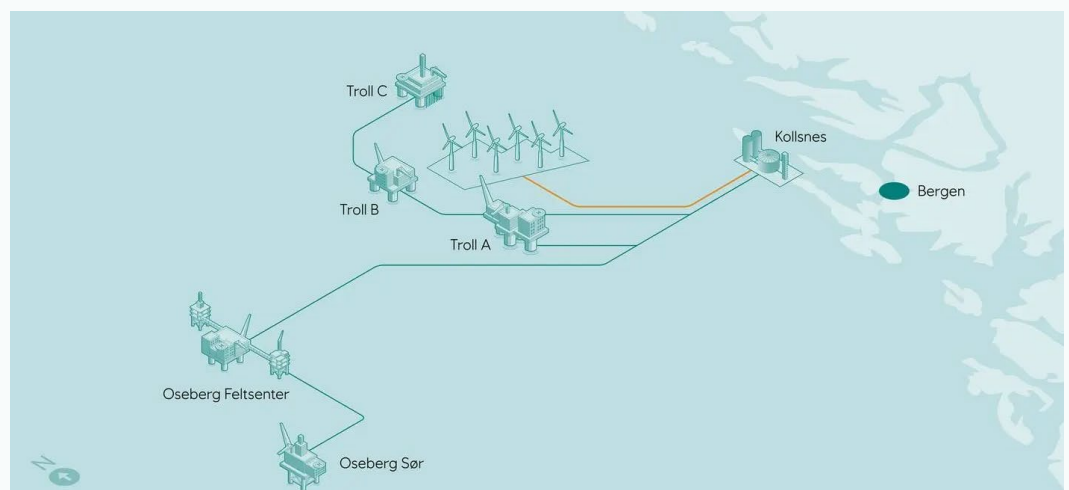 Troll C
Kollsnes
Bergen
Troll B
Troll A
Oseberg Feltsenter
Oseberg Sør
N